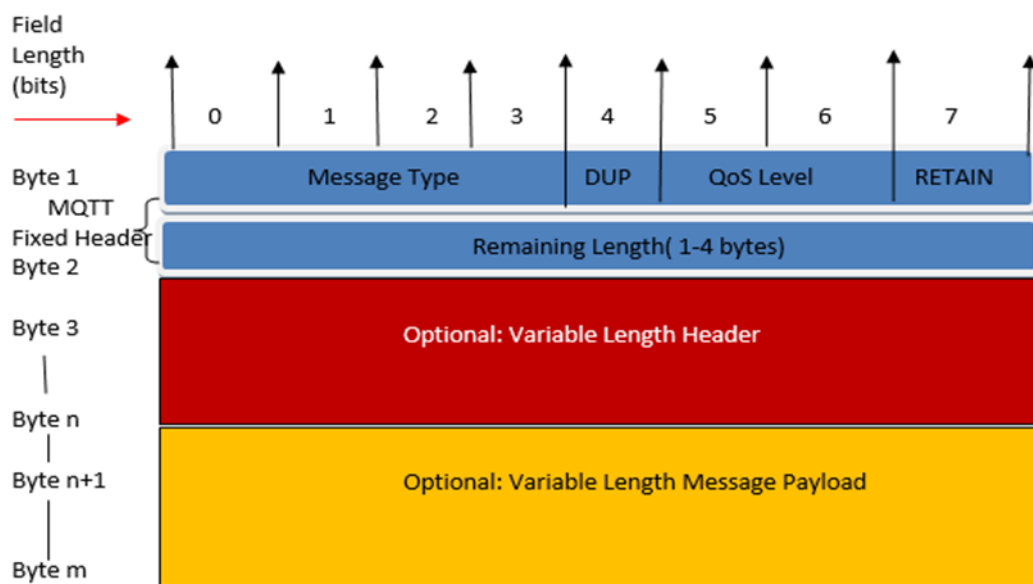 Field
Length
(bits)
0 1 2 3 4 5 6 7
Byte 1 Message Type DUP QoS Level RETAIN
MQTT
Fixed Header
Remaining Length( 1-4 bytes)
Byte 2
Byte 3 Optional: Variable Length Header
Byte n
Byte n+1 Optional: Variable Length Message Payload
Byte m